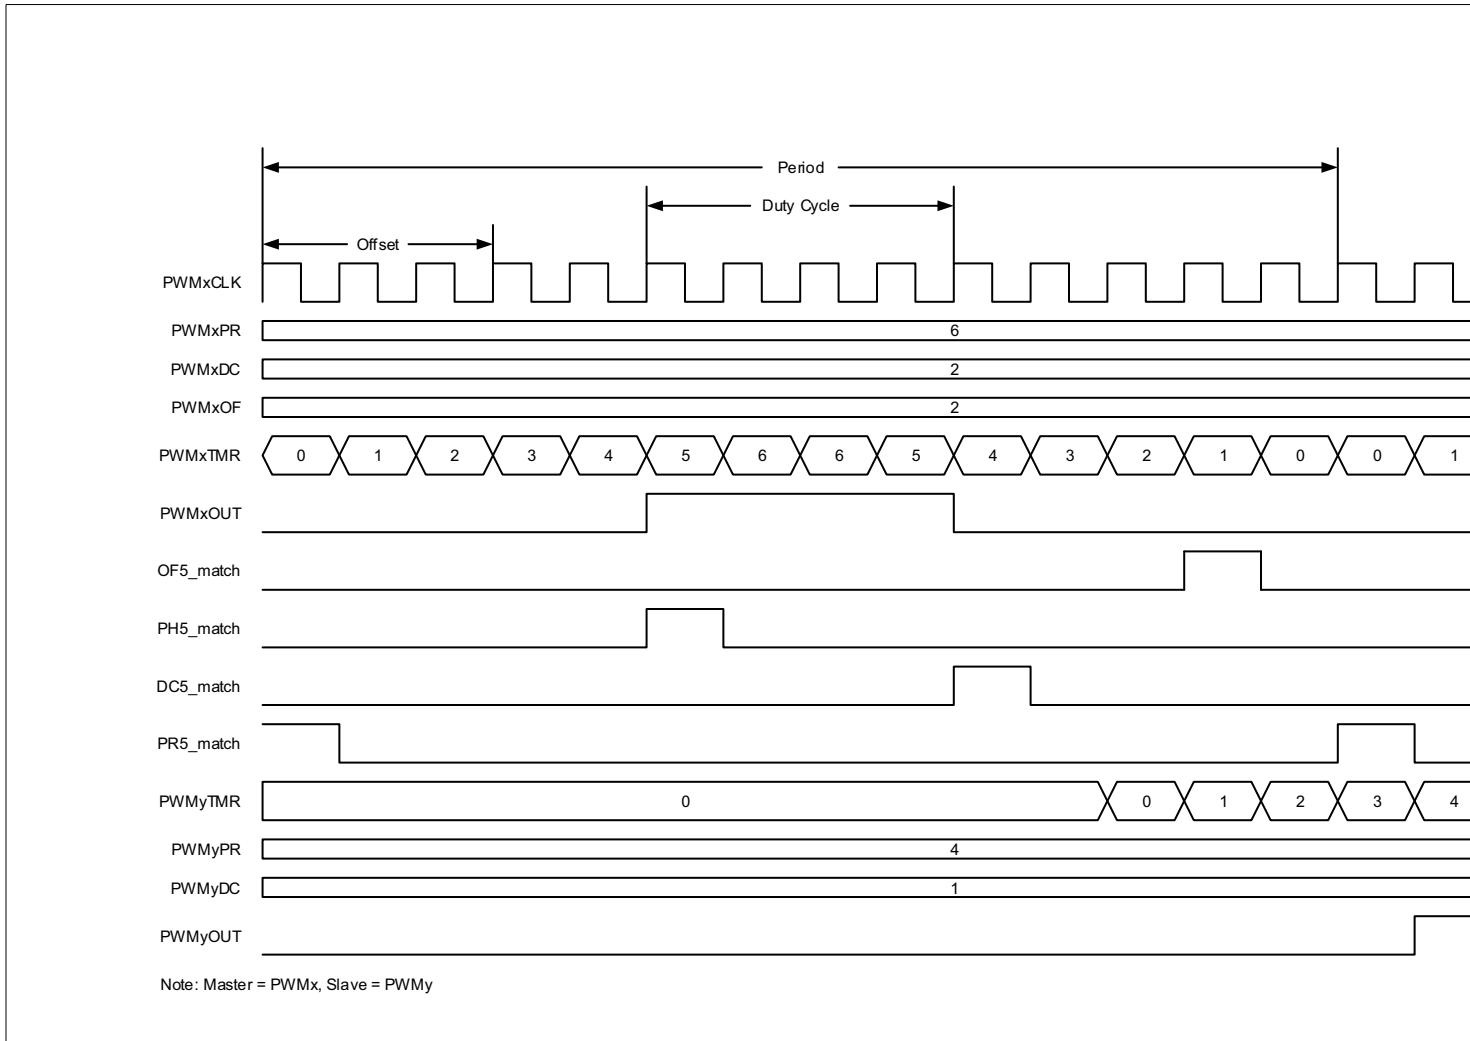 Period
Duty Cycle
Offset
PWMxCLK
PWMxPR 6
PWMxDC 2
PWMxOF 2
PWMxTMR 0 1 2 3 4 5 6 6 5 4 3 2 1 0 0 1
PWMxOUT
OF5_match
PH5_match
DC5_match
PR5_match
PWMyTMR 0 0 1 2 3 4
PWMyPR 4
PWMyDC 1
PWMyOUT
Note: Master = PWMx, Slave = PWMy